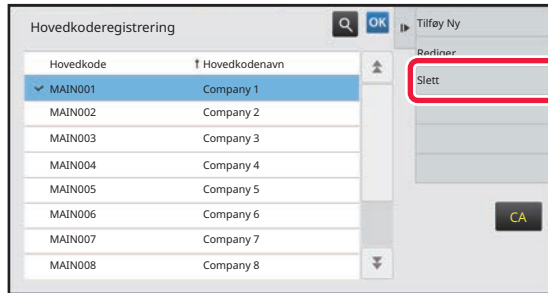 Hovedkoderegistrering
OK
Tilføy Ny
Rediger
Slett
Hovedkode Hovedkodenavn
MAIN001 Company 1
MAIN002 Company 2
MAIN003 Company 3
MAIN004 Company 4
MAIN005 Company 5
MAIN006 Company 6
MAIN007 Company 7
MAIN008 Company 8
CA